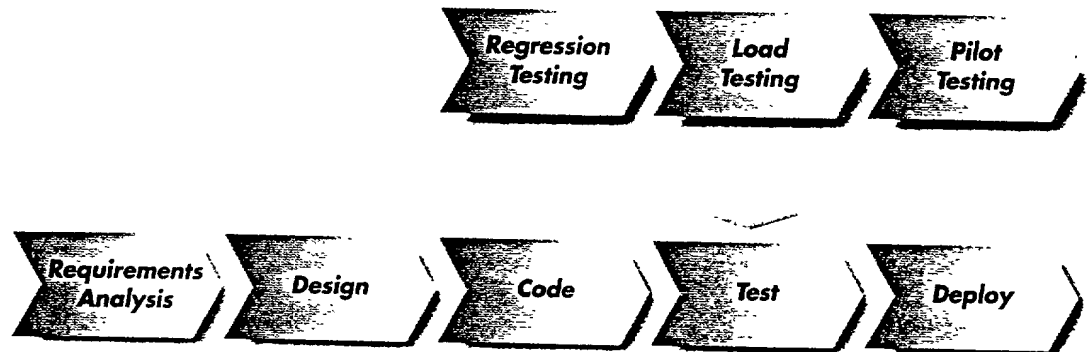 Regression
Testing
Load
Testing
Pilot
Testing
Requirements
Analysis
Design
Code
Test
Deploy